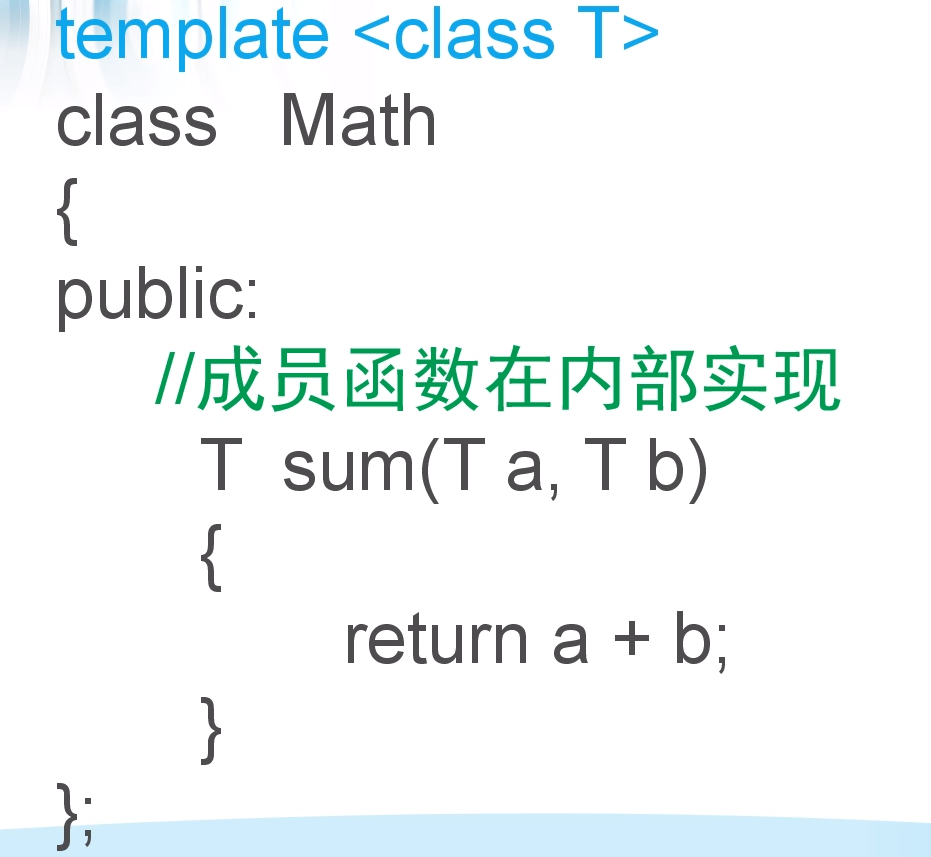 template <class T>
class Math
{
public:
//成员函数在内部实现
T sum(T a, T b)
{
return a + b;
}
};